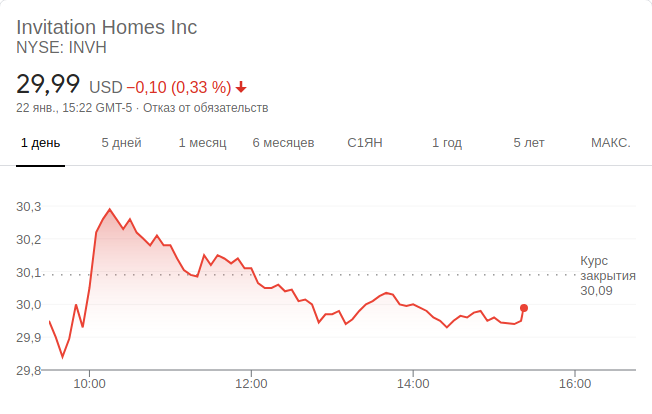 Invitation Homes Inc
NYSE: INVH
29,99 USD −0,10 (0,33 %)
22 янв., 15:22 GMT-5 · Отказ от обязательств
1 день 5 дней 1 месяц 6 месяцев С1ЯН 1 год 5 лет МАКС.
30,3
30,2
30,1
30,0
29,9
29,8
Курс
закрытия
30,09
10:00 12:00 14:00 16:00